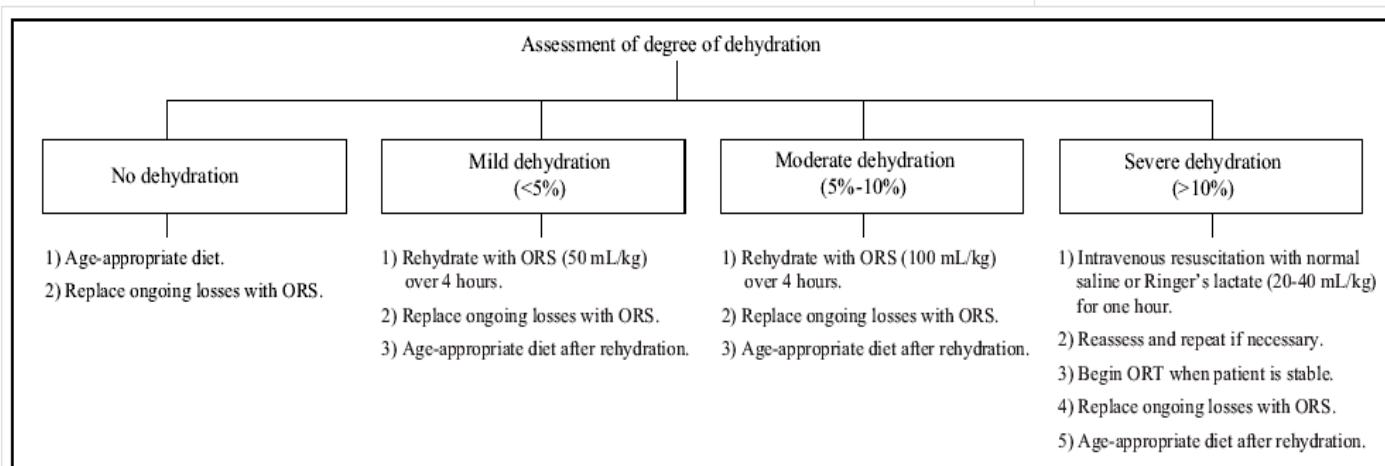 Assessment of degree of dehydration
No dehydration
1) Age-appropriate diet.
2) Replace ongoing losses with ORS.
Mild dehydration
(<5%)
1) Rehydrate with ORS (50 mL/kg)
over 4 hours.
2) Replace ongoing losses with ORS.
3) Age-appropriate diet after rehydration.
Moderate dehydration
(5%-10%)
1) Rehydrate with ORS (100 mL/kg)
over 4 hours.
2) Replace ongoing losses with ORS.
3) Age-appropriate diet after rehydration.
Severe dehydration
(>10%)
1) Intravenous resuscitation with normal
saline or Ringer's lactate (20-40 mL/kg)
for one hour.
2) Reassess and repeat if necessary.
3) Begin ORT when patient is stable.
4) Replace ongoing losses with ORS.
5) Age-appropriate diet after rehydration.